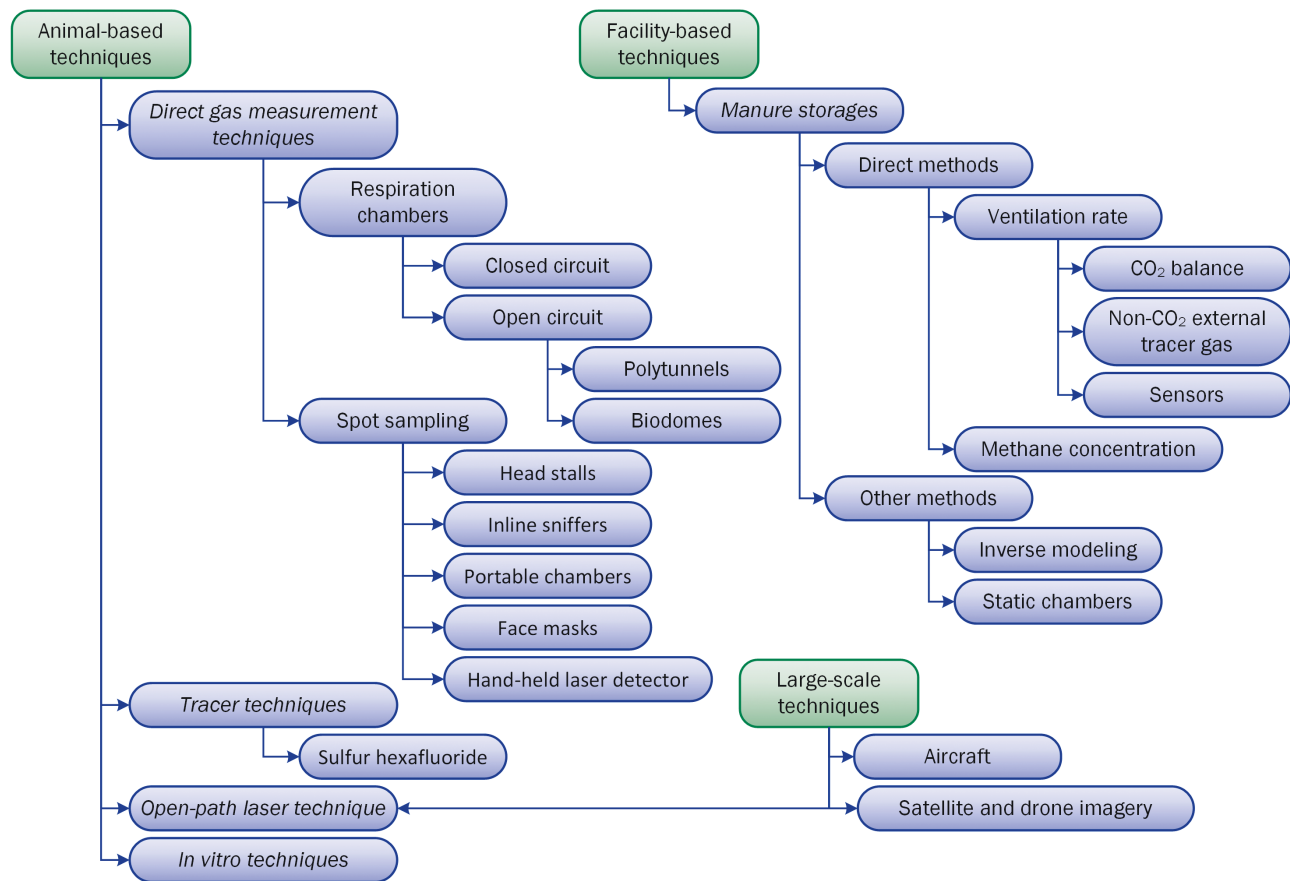 Animal-based
techniques
Direct gas measurement
techniques
Respiration
chambers
Closed circuit
Open circuit
Polytunnels
Biodomes
Spot sampling
Head stalls
Inline sniffers
Portable chambers
Face masks
Hand-held laser detector
Tracer techniques
Sulfur hexafluoride
Open-path laser technique
In vitro techniques
Facility-based
techniques
Manure storages
Direct methods
Ventilation rate
CO₂ balance
Non-CO₂ external
tracer gas
Sensors
Methane concentration
Other methods
Inverse modeling
Static chambers
Large-scale
techniques
Aircraft
Satellite and drone imagery